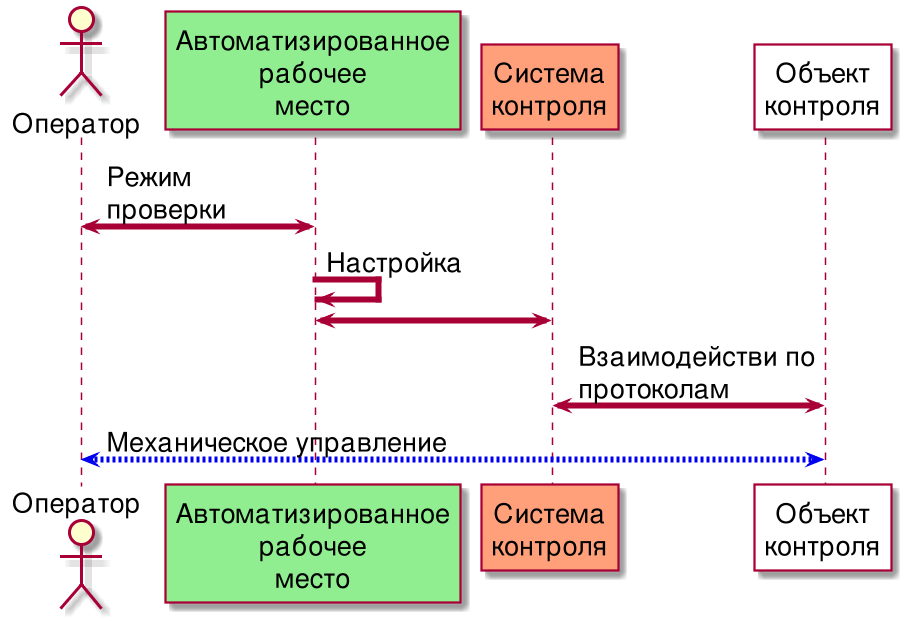 Оператор
Автоматизированное
рабочее
место
Система
контроля
Объект
контроля
Режим
проверки
Настройка
Взаимодействи по
протоколам
Механическое управление
Оператор
Автоматизированное
рабочее
место
Система
контроля
Объект
контроля